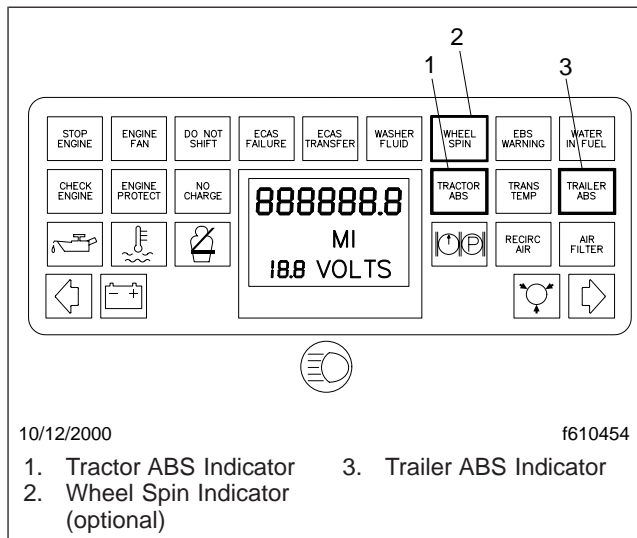 2
1
3
STOP ENGINE
ENGINE FAN
DO NOT SHIFT
ECAS FAILURE
ECAS TRANSFER
WASHER FLUID
WHEEL SPIN
EBS WARNING
WATER IN FUEL
CHECK ENGINE
ENGINE PROTECT
NO CHARGE
888888.8
MI
18.8 VOLTS
TRACTOR ABS
TRANS TEMP
TRAILER ABS
P
RECIRC AIR
AIR FILTER
- +
10/12/2000
f610454
1. Tractor ABS Indicator
2. Wheel Spin Indicator
(optional)
3. Trailer ABS Indicator